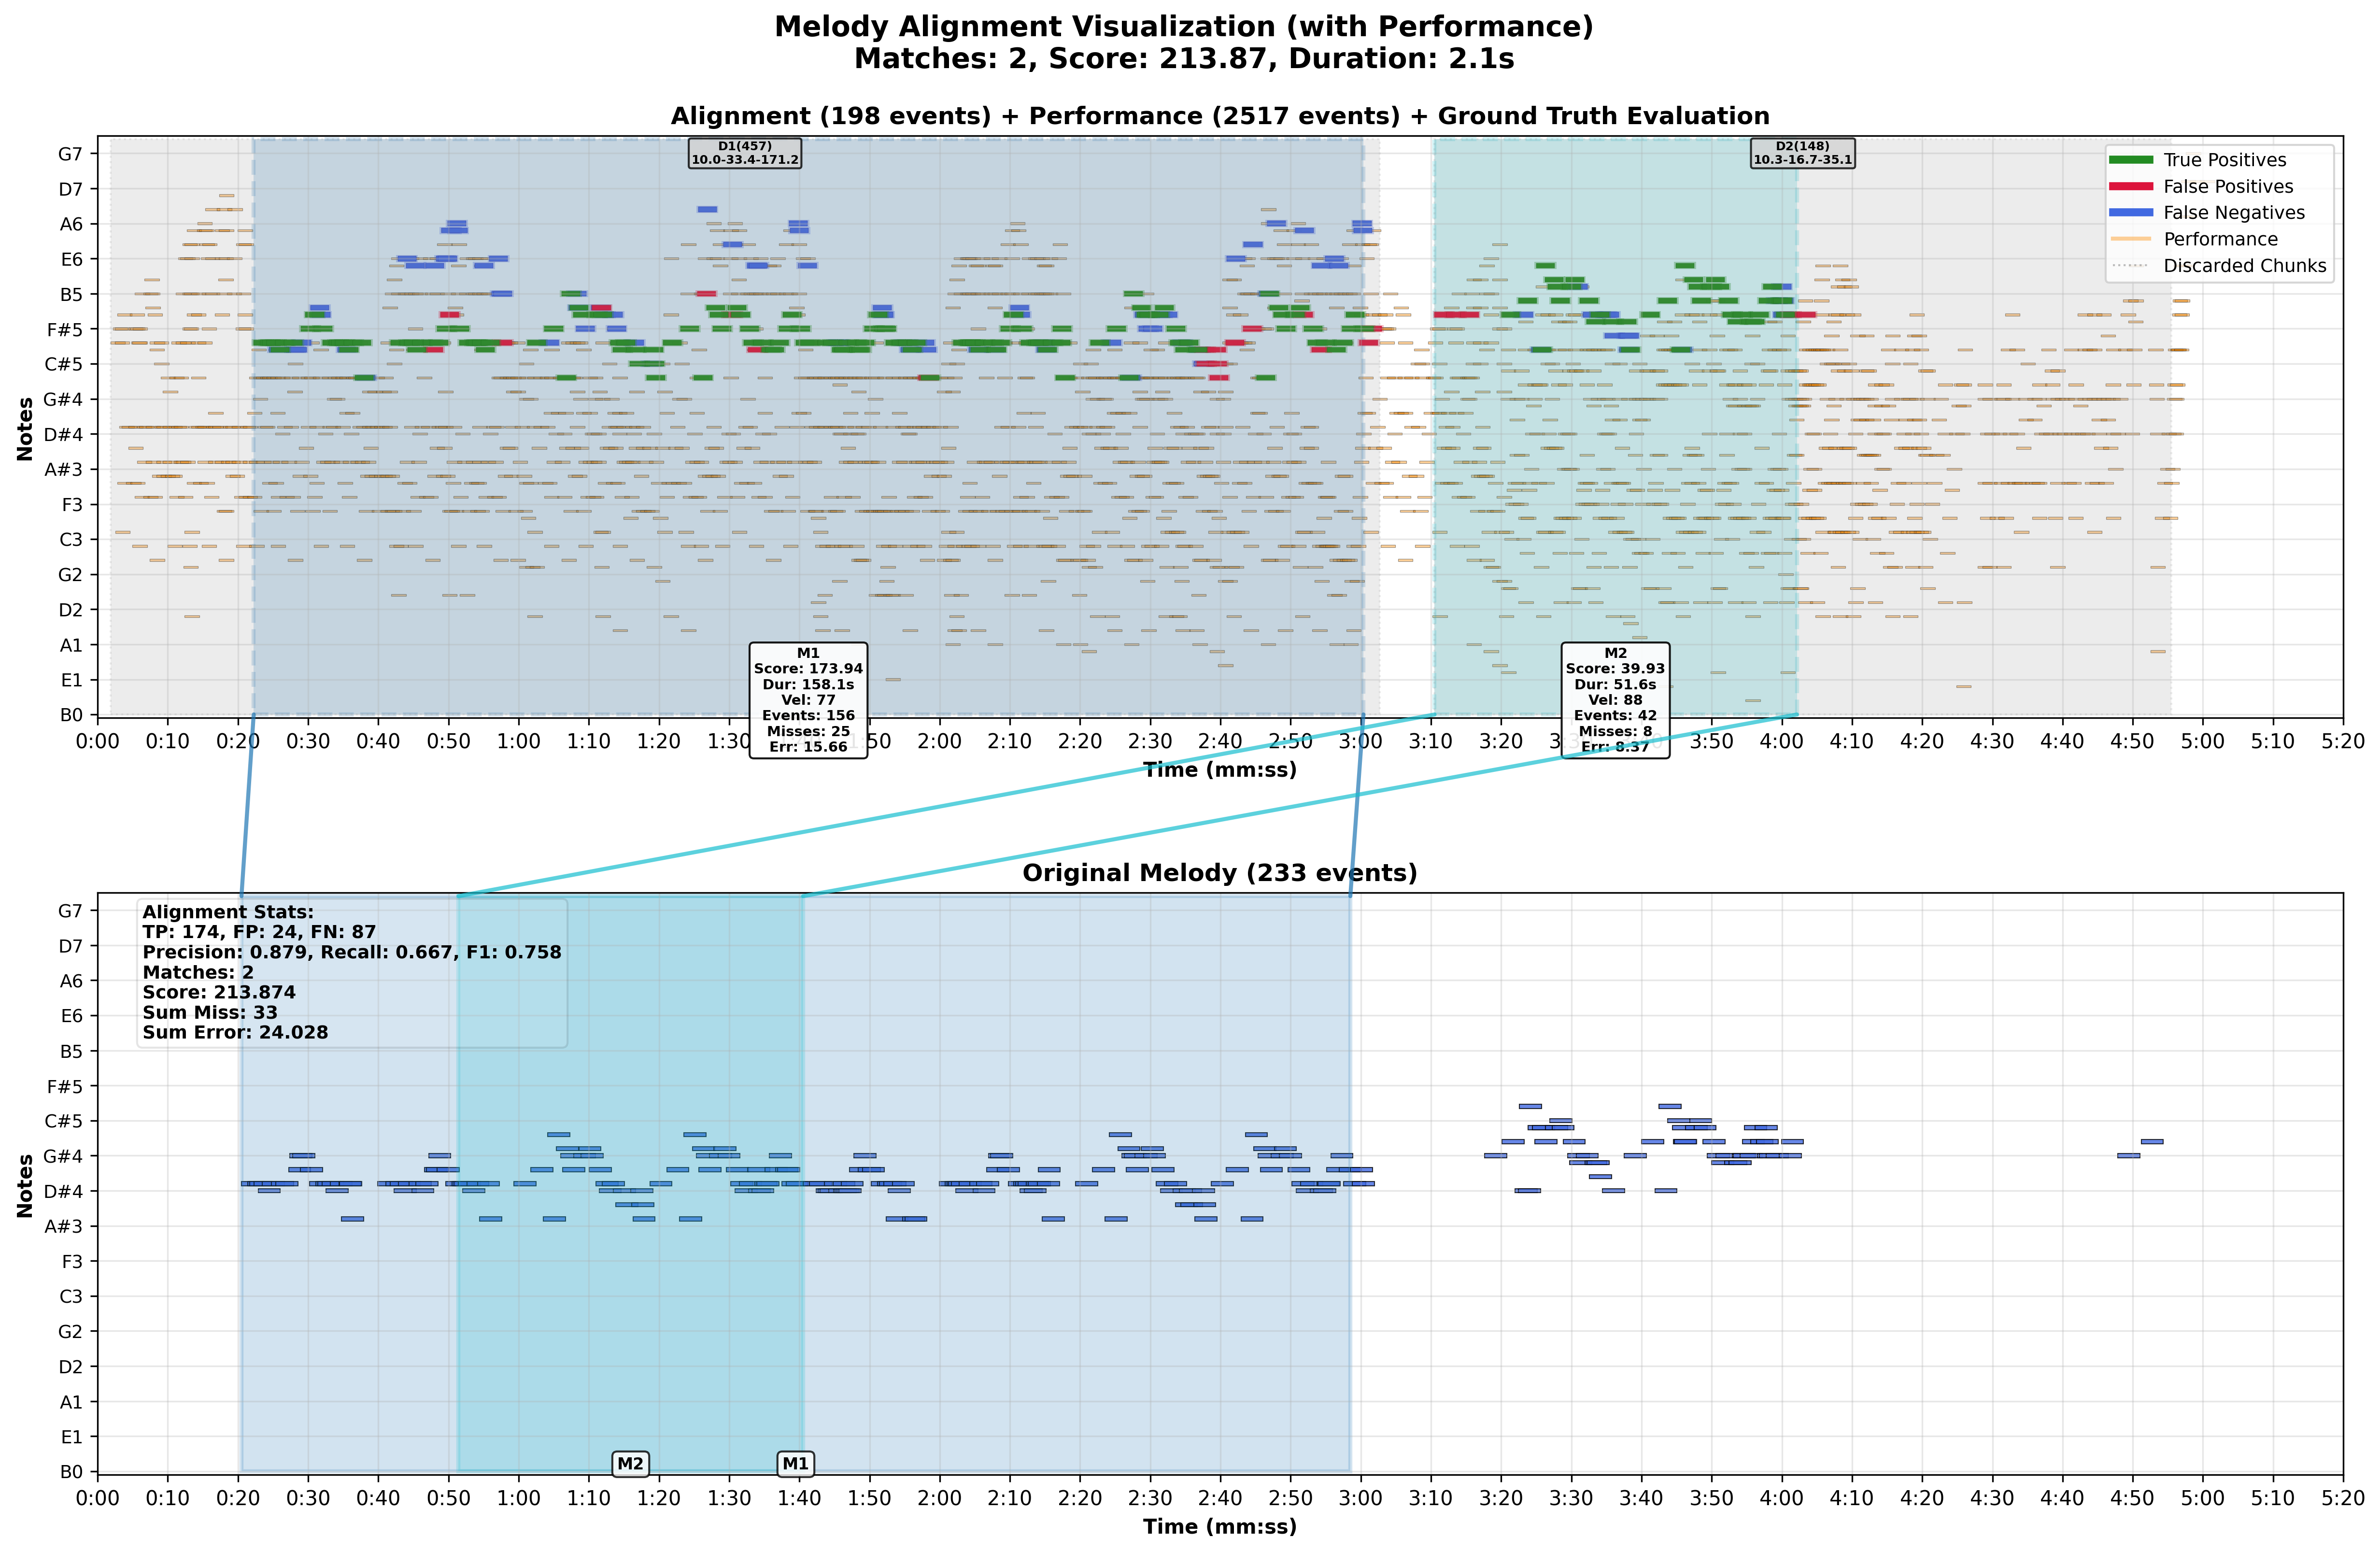 Melody Alignment Visualization (with Performance)
Matches: 2, Score: 213.87, Duration: 2.1s
Alignment (198 events) + Performance (2517 events) + Ground Truth Evaluation
D1(457)
10.0-33.4-171.2
D2(148)
10.3-16.7-35.1
True Positives
False Positives
False Negatives
Performance
Discarded Chunks
Notes
G7
D7
A6
E6
B5
F#5
C#5
G#4
D#4
A#3
F3
C3
G2
D2
A1
E1
B0
M1
Score: 173.94
Dur: 158.1s
Vel: 77
Events: 156
Misses: 25
Err: 15.66
M2
Score: 39.93
Dur: 51.6s
Vel: 88
Events: 42
Misses: 8
Err: 8.37
0:00 0:10 0:20 0:30 0:40 0:50 1:00 1:10 1:20 1:30 1:50 2:00 2:10 2:20 2:30 2:40 2:50 3:00 3:10 3:20 3:50 4:00 4:10 4:20 4:30 4:40 4:50 5:00 5:10 5:20
Time (mm:ss)
Original Melody (233 events)
Alignment Stats:
TP: 174, FP: 24, FN: 87
Precision: 0.879, Recall: 0.667, F1: 0.758
Matches: 2
Score: 213.874
Sum Miss: 33
Sum Error: 24.028
Notes
G7
D7
A6
E6
B5
F#5
C#5
G#4
D#4
A#3
F3
C3
G2
D2
A1
E1
B0
M2
M1
0:00 0:10 0:20 0:30 0:40 0:50 1:00 1:10 1:20 1:30 1:40 1:50 2:00 2:10 2:20 2:30 2:40 2:50 3:00 3:10 3:20 3:30 3:40 3:50 4:00 4:10 4:20 4:30 4:40 4:50 5:00 5:10 5:20
Time (mm:ss)